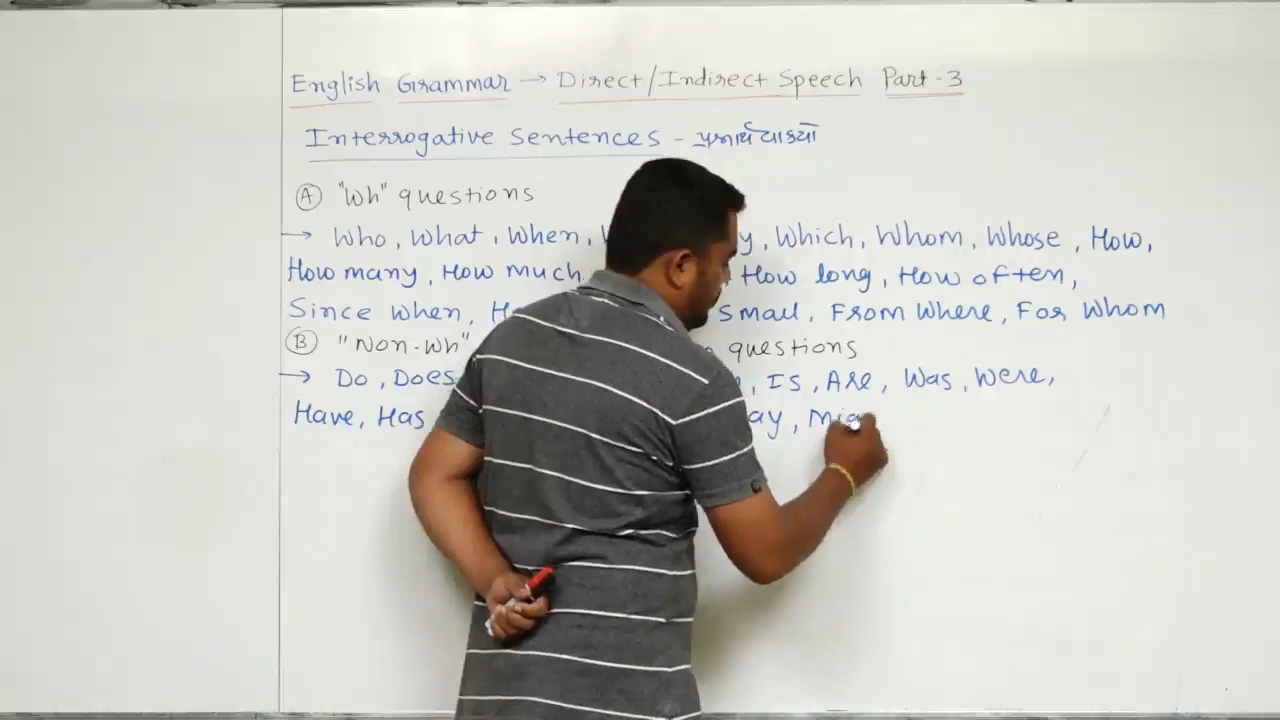 English Grammar → Direct/Indirect Speech Part-3
Interrogative Sentences - પ્રશ્નાર્થ વાક્યો
Ⓐ "Wh" questions
→ Who, What, When, Which, Whom, Whose, How,
How many, How much, How long, How often,
Since when, small, From Where, For Whom
Ⓑ "Non-Wh" questions
→ Do, Does Is, Are, Was, Were,
Have, Has